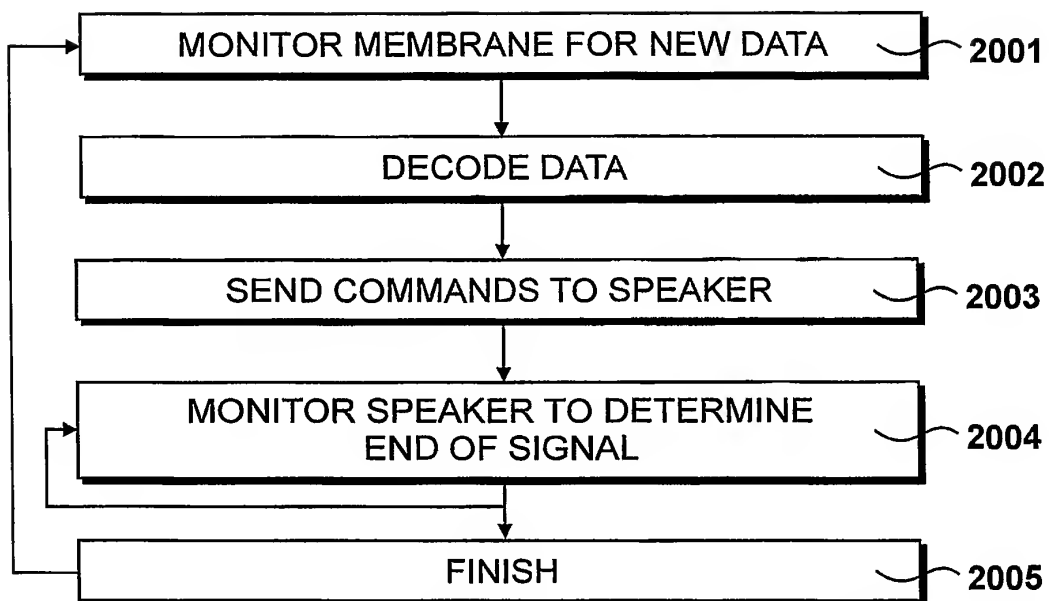 MONITOR MEMBRANE FOR NEW DATA 2001
DECODE DATA 2002
SEND COMMANDS TO SPEAKER 2003
MONITOR SPEAKER TO DETERMINE
END OF SIGNAL 2004
FINISH 2005